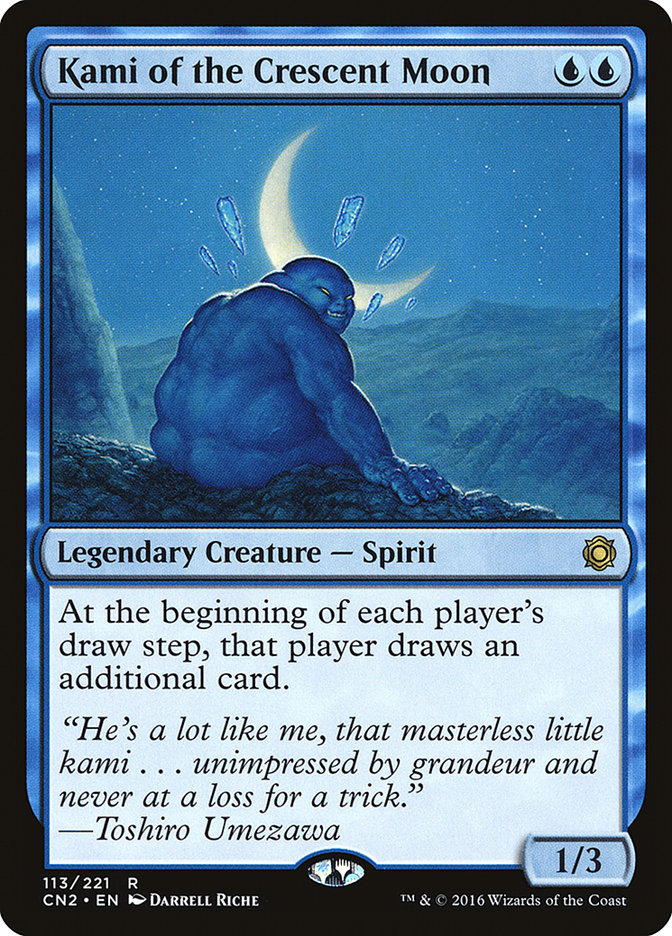 Kami of the Crescent Moon
Legendary Creature — Spirit
At the beginning of each player's
draw step, that player draws an
additional card.
“He's a lot like me, that masterless little
kami . . . unimpressed by grandeur and
never at a loss for a trick.”
—Toshiro Umezawa
1/3
113/221 R
CN2 • EN Darrell Riche
™ & © 2016 Wizards of the Coast